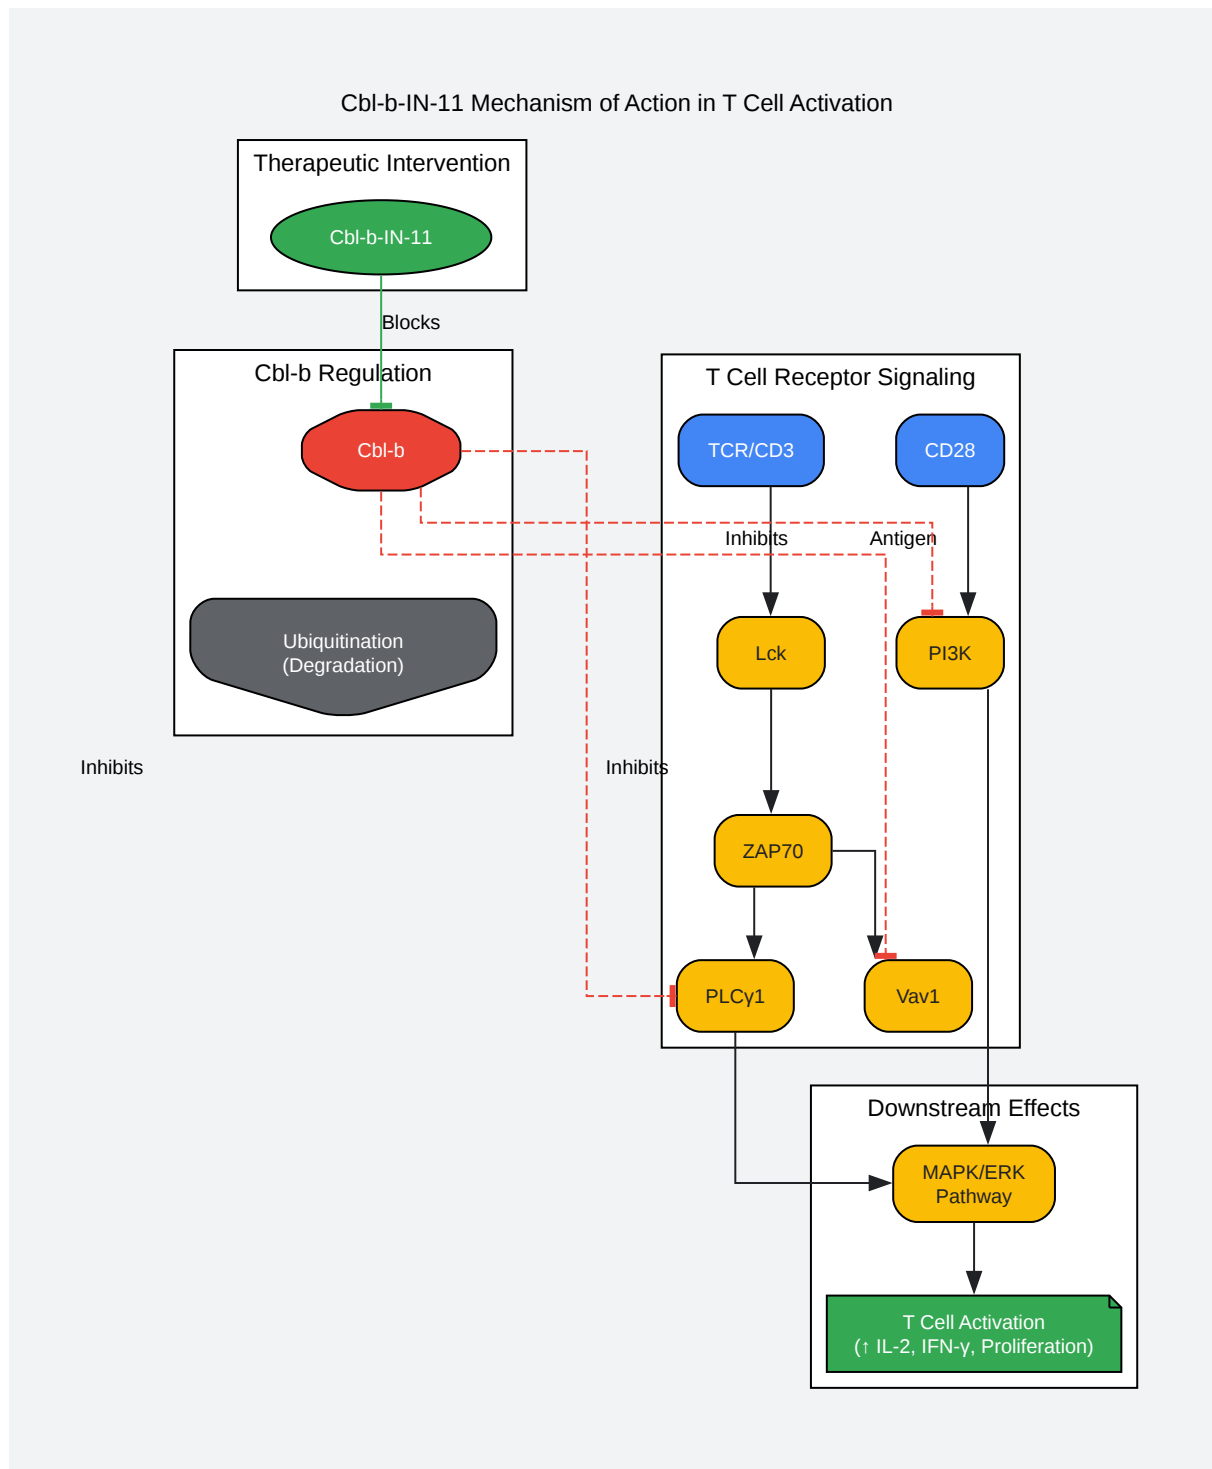 Cbl-b-IN-11 Mechanism of Action in T Cell Activation
Therapeutic Intervention
Cbl-b-IN-11
Blocks
Cbl-b Regulation
T Cell Receptor Signaling
Cbl-b
TCR/CD3
CD28
Inhibits
Antigen
Ubiquitination
(Degradation)
Lck
PI3K
Inhibits
Inhibits
ZAP70
PLCγ1
Vav1
Downstream Effects
MAPK/ERK
Pathway
T Cell Activation
(↑ IL-2, IFN-γ, Proliferation)